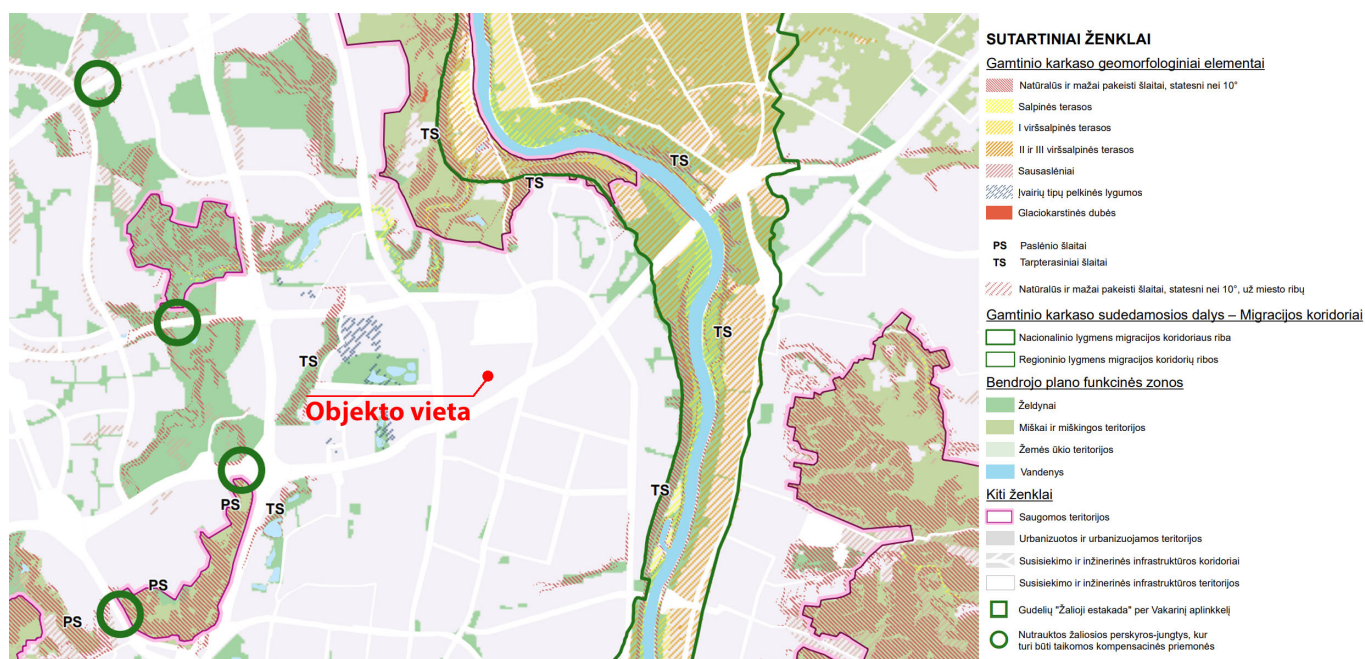 TS
TS
TS
TS
TS
TS
TS
TS
PS
PS
PS
Objekto vieta
SUTARTINIAI ŽENKLAI
Gamtinio karkaso geomorfologiniai elementai
Natūralūs ir mažai pakeisti šlaitai, statesni nei 10°
Salpinės terasos
I viršsalpinės terasos
II ir III viršsalpinės terasos
Sausaslėniai
Įvairių tipų pelkinės lygumos
Glaciokarstinės dubės
PS Paslėnio šlaitai
TS Tarpterasiniai šlaitai
Natūralūs ir mažai pakeisti šlaitai, statesni nei 10°, už miesto ribų
Gamtinio karkaso sudedamosios dalys – Migracijos koridoriai
Nacionalinio lygmens migracijos koridoriaus riba
Regioninio lygmens migracijos koridorių ribos
Bendrojo plano funkcinės zonos
Želdynai
Miškai ir miškingos teritorijos
Žemės ūkio teritorijos
Vandenys
Kiti ženklai
Saugomos teritorijos
Urbanizuotos ir urbanizuojamos teritorijos
Susisiekimo ir inžinerinės infrastruktūros koridoriai
Susisiekimo ir inžinerinės infrastruktūros teritorijos
Gudelių "Žalioji estakada" per Vakarinį aplinkkelį
Nutrauktos žaliosios perskyros-jungtys, kur
turi būti taikomos kompensacinės priemonės